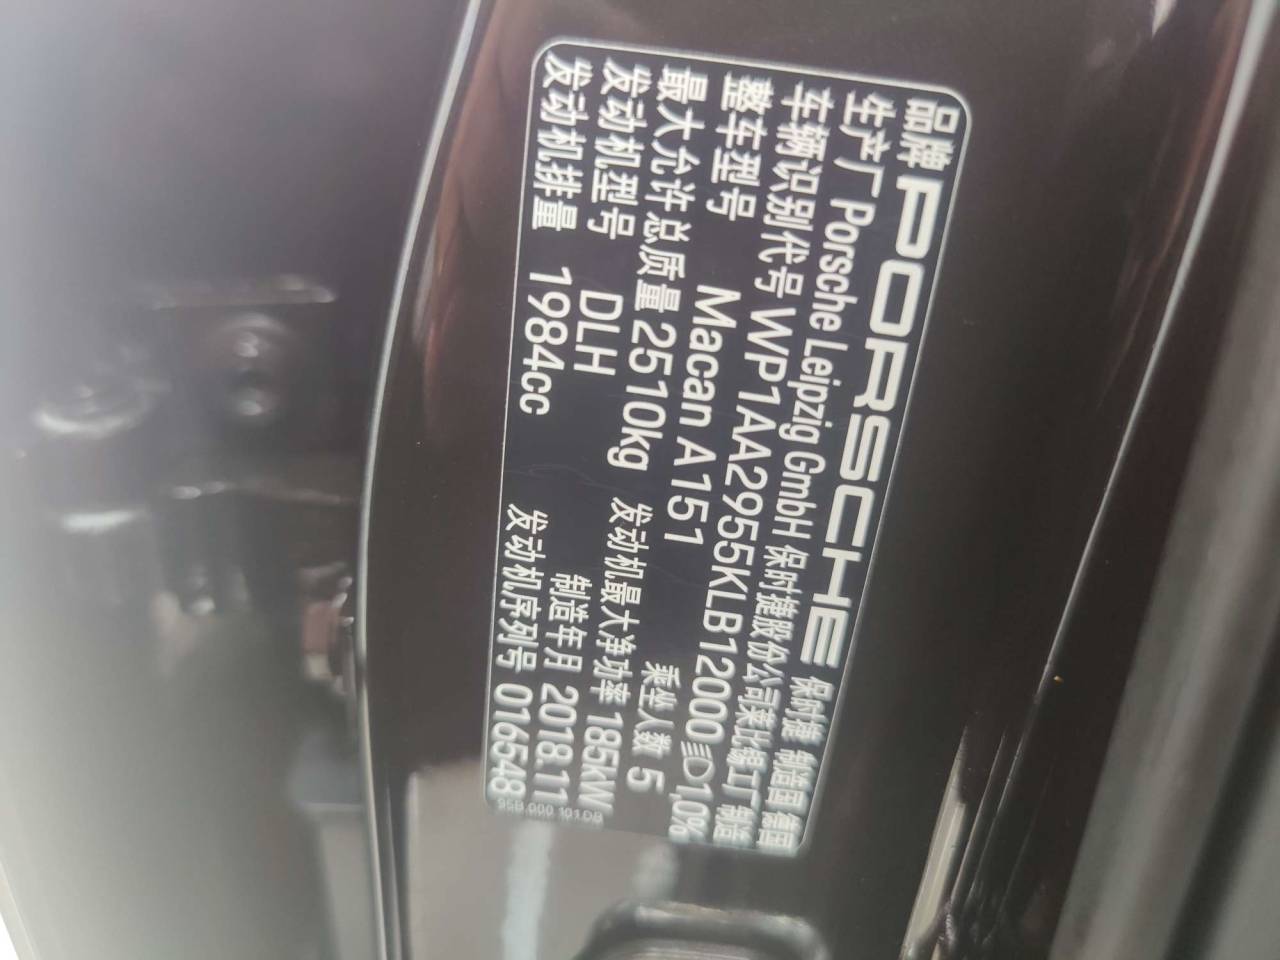 品牌 PORSCHE 保时捷 制造国 德国
生产厂 Porsche Leipzig GmbH 保时捷股份公司莱比锡工厂制造
车辆识别代号 WP1AA2955KLB12000 1,0%
整车型号 Macan A151 乘坐人数 5
最大允许总质量 2510kg 发动机最大净功率 185kW
发动机型号 DLH 制造年月 2018.11
发动机排量 1984cc 发动机序列号 016548
95B.000.101.DB